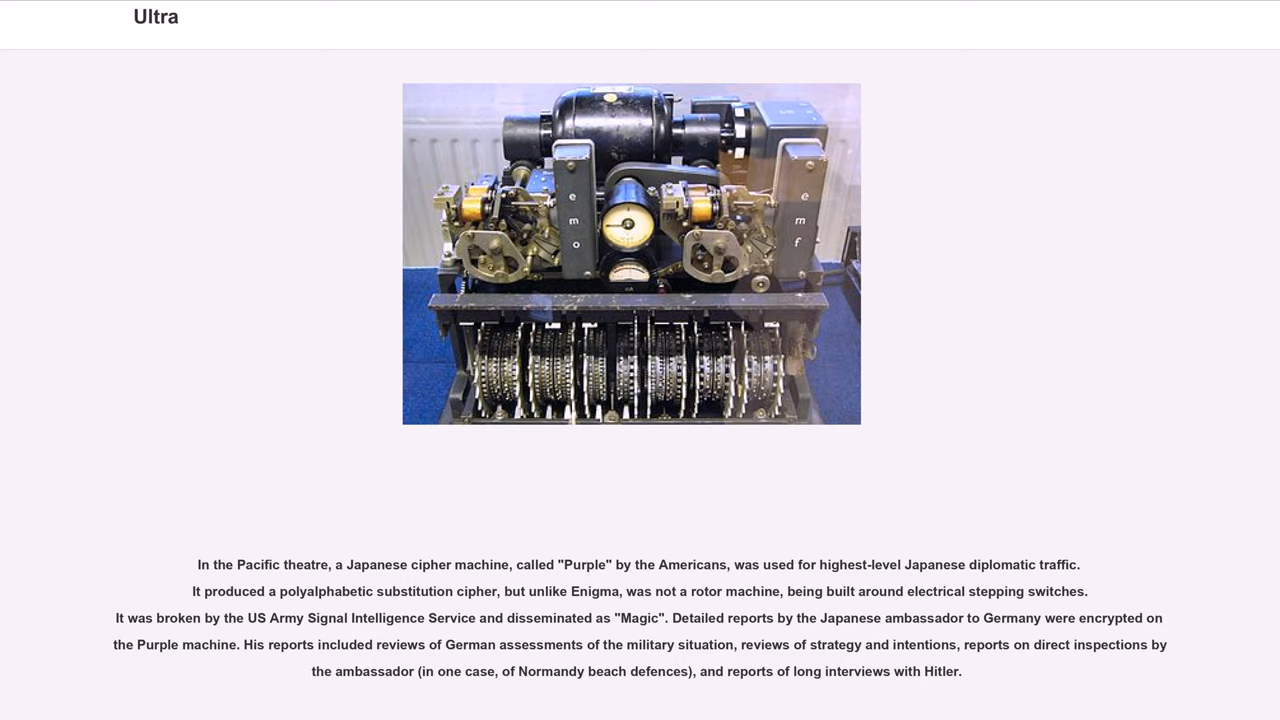 Ultra
e
m
o
e
m
f
In the Pacific theatre, a Japanese cipher machine, called "Purple" by the Americans, was used for highest-level Japanese diplomatic traffic.
It produced a polyalphabetic substitution cipher, but unlike Enigma, was not a rotor machine, being built around electrical stepping switches.
It was broken by the US Army Signal Intelligence Service and disseminated as "Magic". Detailed reports by the Japanese ambassador to Germany were encrypted on
the Purple machine. His reports included reviews of German assessments of the military situation, reviews of strategy and intentions, reports on direct inspections by
the ambassador (in one case, of Normandy beach defences), and reports of long interviews with Hitler.